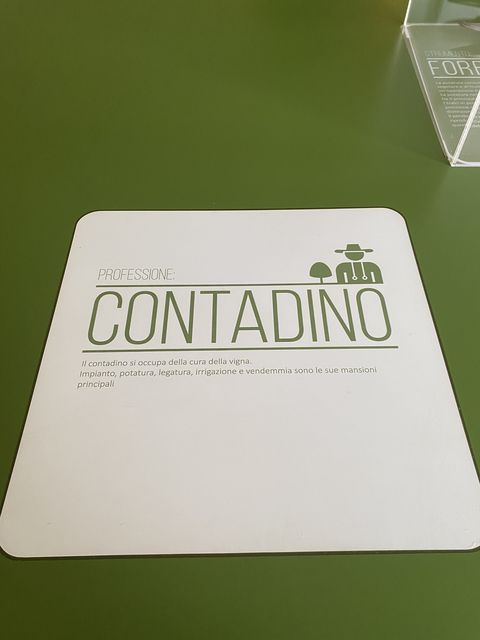 STRUMENTO:
PROFESSIONE:
CONTADINO
Il contadino si occupa della cura della vigna.
Impianto, potatura, legatura, irrigazione e vendemmia sono le sue mansioni
principali